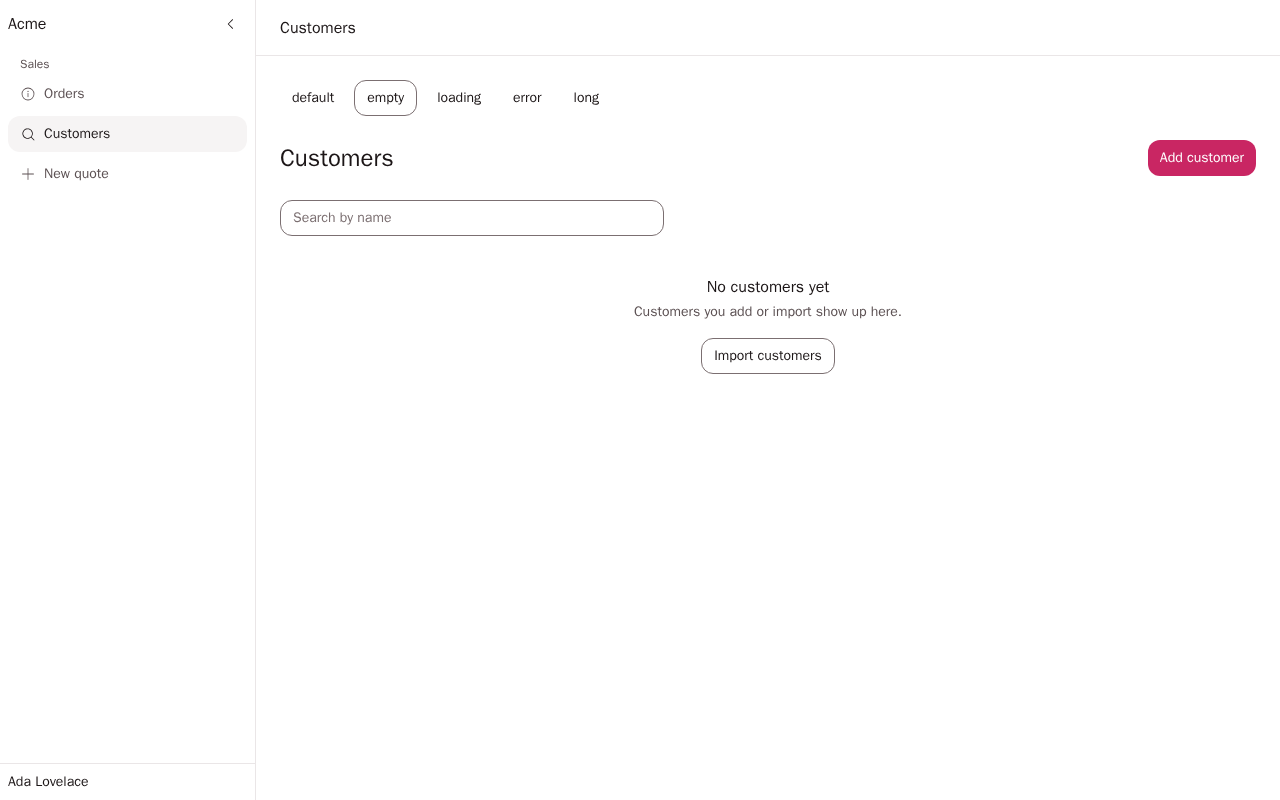 Acme
Sales
Orders
Customers
New quote
Ada Lovelace
Customers
default
empty
loading
error
long
Customers
Add customer
Search by name
No customers yet
Customers you add or import show up here.
Import customers